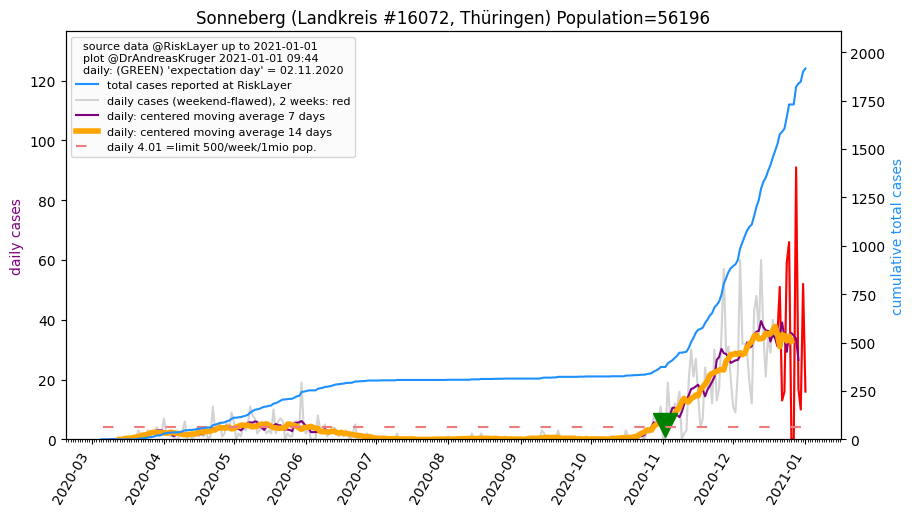 Sonneberg (Landkreis #16072, Thüringen) Population=56196
source data @RiskLayer up to 2021-01-01
plot @DrAndreasKruger 2021-01-01 09:44
daily: (GREEN) 'expectation day' = 02.11.2020
total cases reported at RiskLayer
daily cases (weekend-flawed), 2 weeks: red
daily: centered moving average 7 days
daily: centered moving average 14 days
daily 4.01 =limit 500/week/1mio pop.
daily cases
120
100
80
60
40
20
0
cumulative total cases
2000
1750
1500
1250
1000
750
500
250
0
2020-03
2020-04
2020-05
2020-06
2020-07
2020-08
2020-09
2020-10
2020-11
2020-12
2021-01